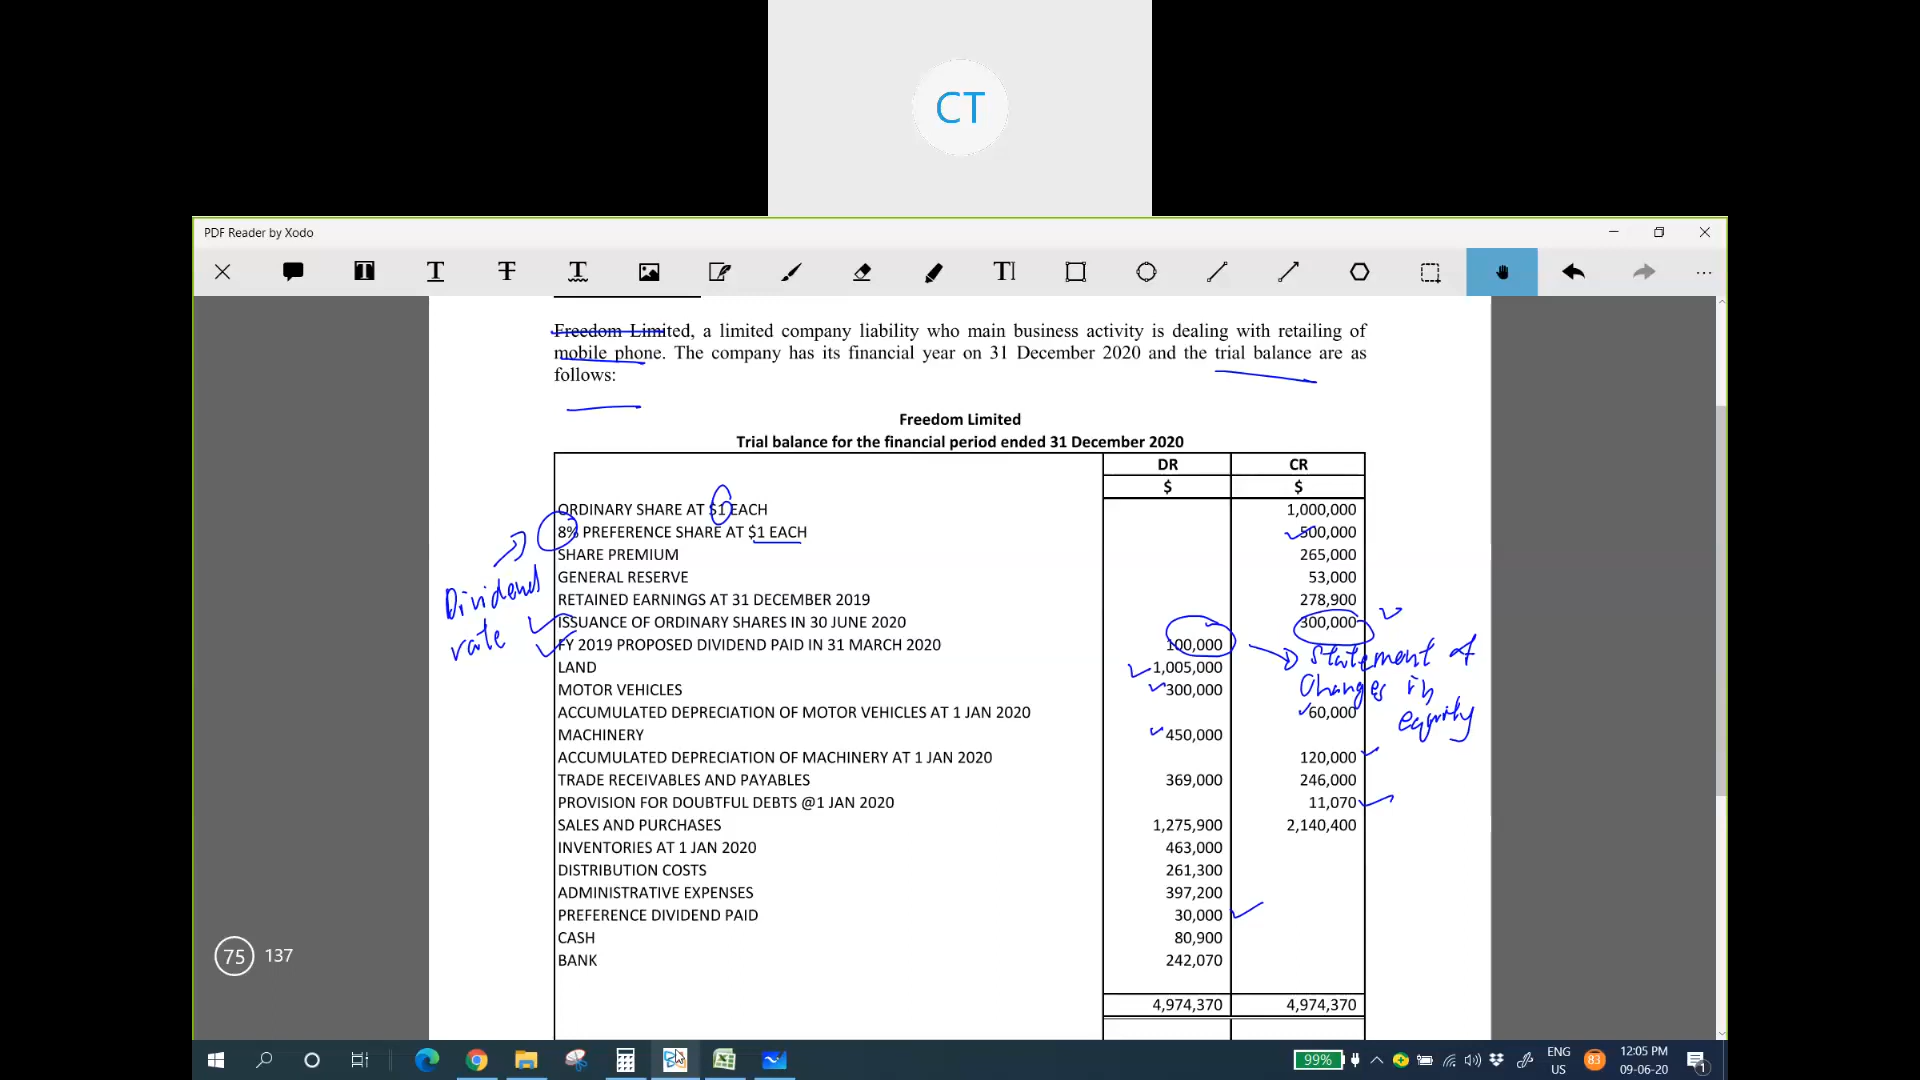 CT
PDF Reader by Xodo
Freedom Limited, a limited company liability who main business activity is dealing with retailing of
mobile phone. The company has its financial year on 31 December 2020 and the trial balance are as
follows:
Freedom Limited
Trial balance for the financial period ended 31 December 2020
DR CR
$ $
ORDINARY SHARE AT $1 EACH 1,000,000
8% PREFERENCE SHARE AT $1 EACH 500,000
SHARE PREMIUM 265,000
GENERAL RESERVE 53,000
RETAINED EARNINGS AT 31 DECEMBER 2019 278,900
ISSUANCE OF ORDINARY SHARES IN 30 JUNE 2020 300,000
FY 2019 PROPOSED DIVIDEND PAID IN 31 MARCH 2020 100,000
LAND 1,005,000
MOTOR VEHICLES 300,000
ACCUMULATED DEPRECIATION OF MOTOR VEHICLES AT 1 JAN 2020 60,000
MACHINERY 450,000
ACCUMULATED DEPRECIATION OF MACHINERY AT 1 JAN 2020 120,000
TRADE RECEIVABLES AND PAYABLES 369,000 246,000
PROVISION FOR DOUBTFUL DEBTS @1 JAN 2020 11,070
SALES AND PURCHASES 1,275,900 2,140,400
INVENTORIES AT 1 JAN 2020 463,000
DISTRIBUTION COSTS 261,300
ADMINISTRATIVE EXPENSES 397,200
PREFERENCE DIVIDEND PAID 30,000
CASH 80,900
BANK 242,070
4,974,370 4,974,370
Dividend
rate
Statement of
Changes in
equity
75 137
99%
ENG
US
83
12:05 PM
09-06-20
1